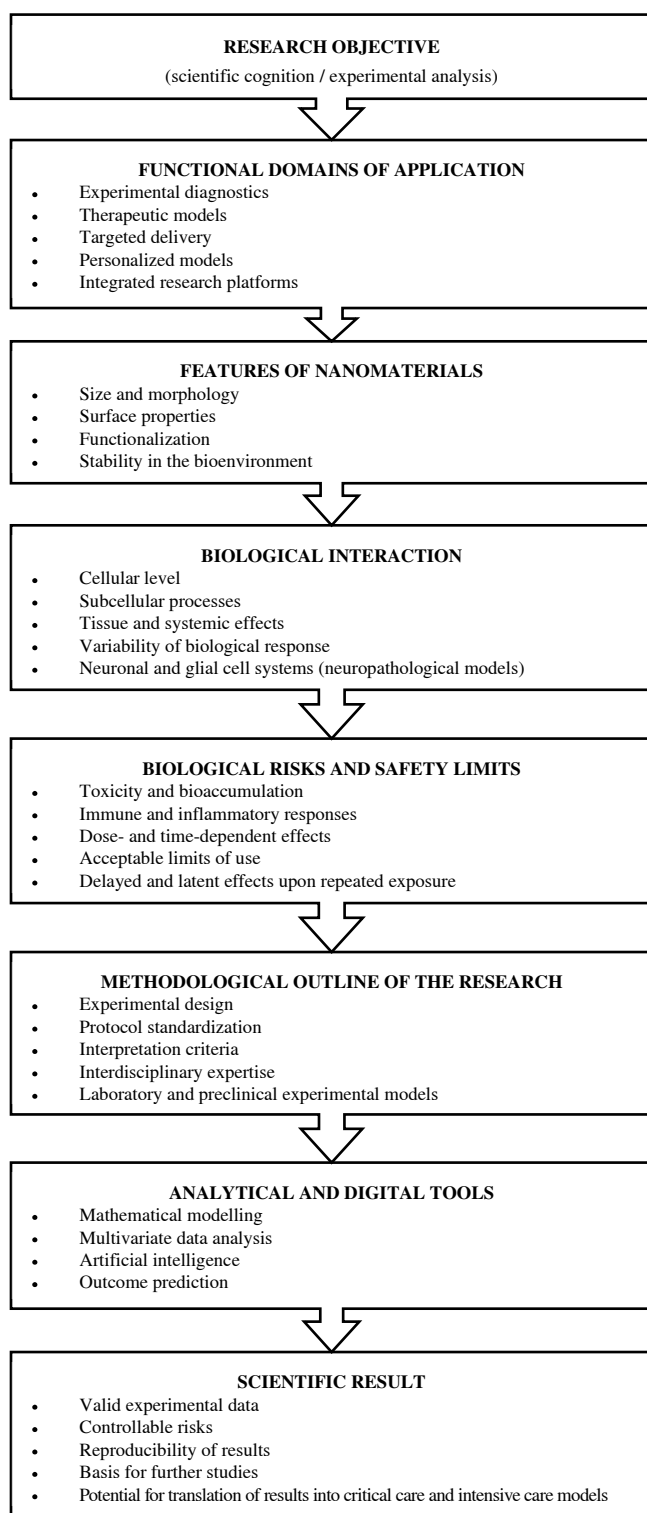 RESEARCH OBJECTIVE
(scientific cognition / experimental analysis)
FUNCTIONAL DOMAINS OF APPLICATION
• Experimental diagnostics
• Therapeutic models
• Targeted delivery
• Personalized models
• Integrated research platforms
FEATURES OF NANOMATERIALS
• Size and morphology
• Surface properties
• Functionalization
• Stability in the bioenvironment
BIOLOGICAL INTERACTION
• Cellular level
• Subcellular processes
• Tissue and systemic effects
• Variability of biological response
• Neuronal and glial cell systems (neuropathological models)
BIOLOGICAL RISKS AND SAFETY LIMITS
• Toxicity and bioaccumulation
• Immune and inflammatory responses
• Dose- and time-dependent effects
• Acceptable limits of use
• Delayed and latent effects upon repeated exposure
METHODOLOGICAL OUTLINE OF THE RESEARCH
• Experimental design
• Protocol standardization
• Interpretation criteria
• Interdisciplinary expertise
• Laboratory and preclinical experimental models
ANALYTICAL AND DIGITAL TOOLS
• Mathematical modelling
• Multivariate data analysis
• Artificial intelligence
• Outcome prediction
SCIENTIFIC RESULT
• Valid experimental data
• Controllable risks
• Reproducibility of results
• Basis for further studies
• Potential for translation of results into critical care and intensive care models